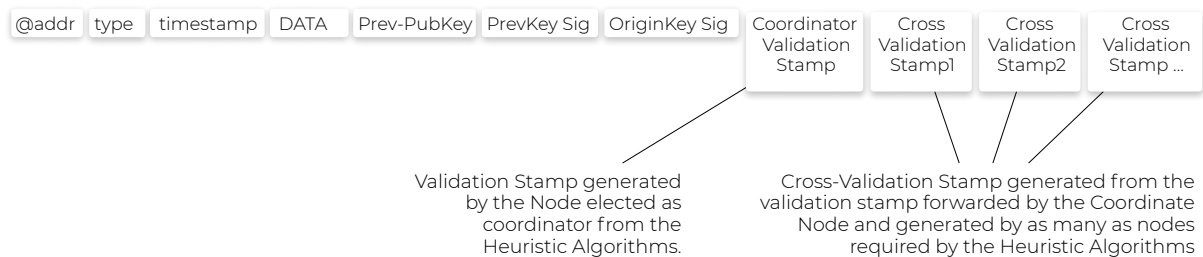 @addr type timestamp DATA Prev-PubKey PrevKey Sig OriginKey Sig
Coordinator
Validation
Stamp
Cross
Validation
Stamp1
Cross
Validation
Stamp2
Cross
Validation
Stamp ...
Validation Stamp generated
by the Node elected as
coordinator from the
Heuristic Algorithms.
Cross-Validation Stamp generated from the
validation stamp forwarded by the Coordinate
Node and generated by as many as nodes
required by the Heuristic Algorithms